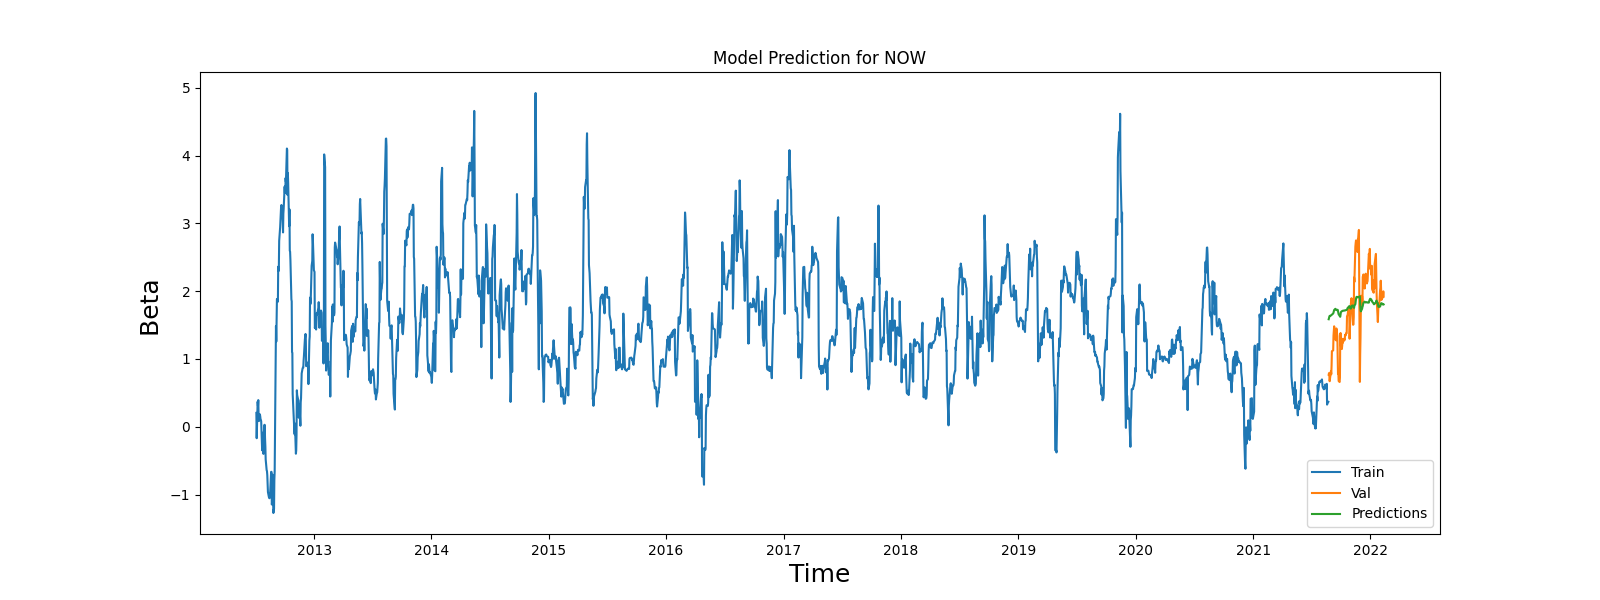 Model Prediction for NOW
5
4
3
2
1
0
−1
Beta
2013 2014 2015 2016 2017 2018 2019 2020 2021 2022
Time
Train
Val
Predictions